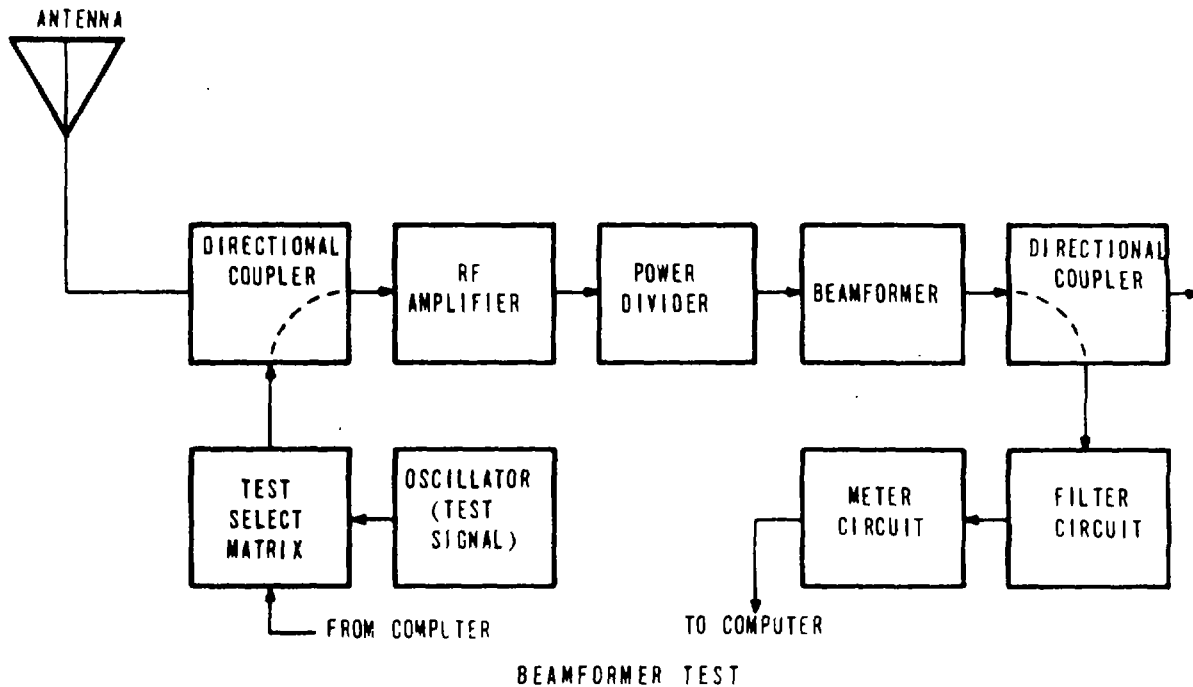 ANTENNA
DIRECTIONAL
COUPLER
RF
AMPLIFIER
POWER
DIVIDER
BEAMFORMER
DIRECTIONAL
COUPLER
TEST
SELECT
MATRIX
OSCILLATOR
(TEST
SIGNAL)
METER
CIRCUIT
FILTER
CIRCUIT
FROM COMPUTER
TO COMPUTER
BEAMFORMER TEST